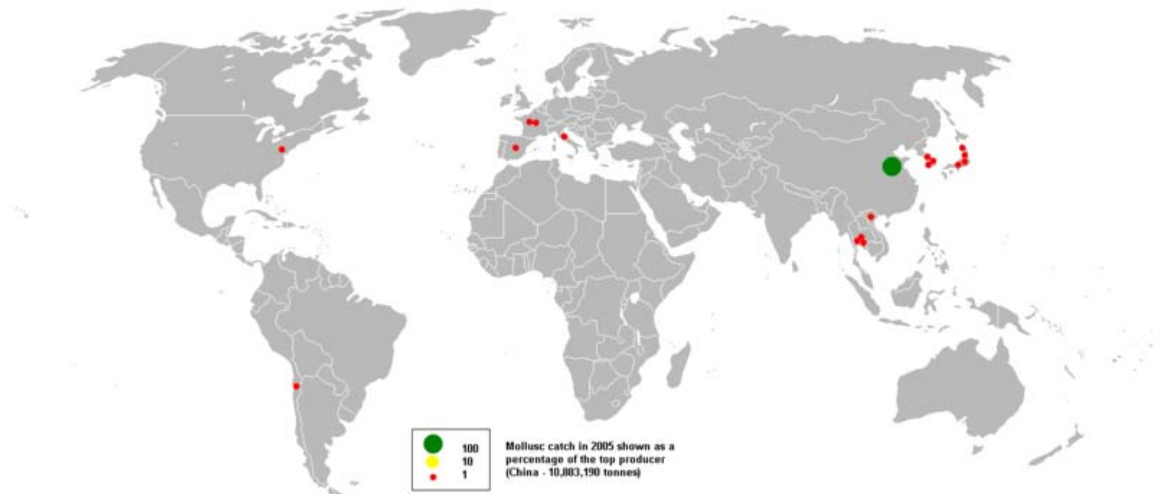 100
10
1
Mollusc catch in 2005 shown as a
percentage of the top producer
(China - 10,883,190 tonnes)